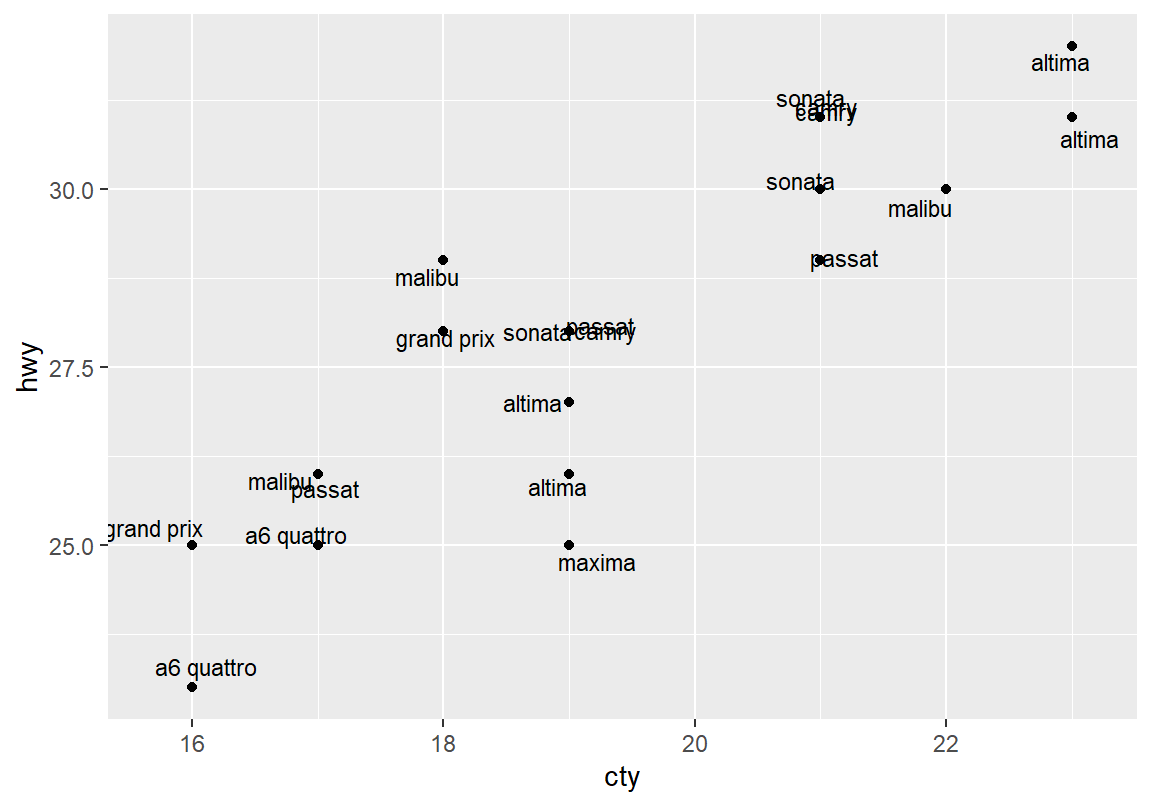 altima
sonata
camry
camry
altima
30.0
sonata
malibu
passat
malibu
grand prix
sonata
passat
camry
hwy
27.5
altima
malibu
passat
altima
grand prix
a6 quattro
25.0
maxima
a6 quattro
16
18
20
22
cty